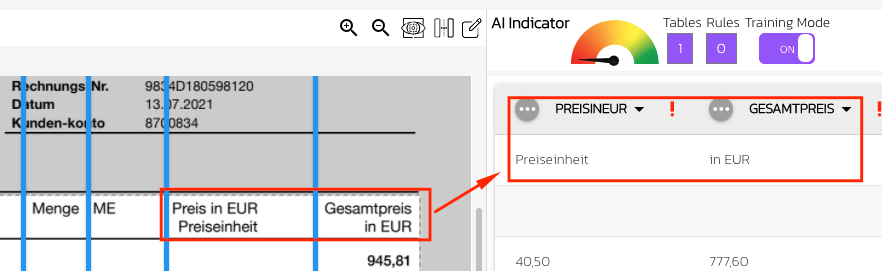 AI Indicator
Tables Rules Training Mode
1 0 ON
Rechnungs Nr. 9834D180598120
Datum 13.07.2021
Kunden-konto 8700834
PREISINEUR GESAMTPREIS
Preiseinheit in EUR
Menge ME Preis in EUR Gesamtpreis
Preiseinheit in EUR
945,81
40,50 777,60